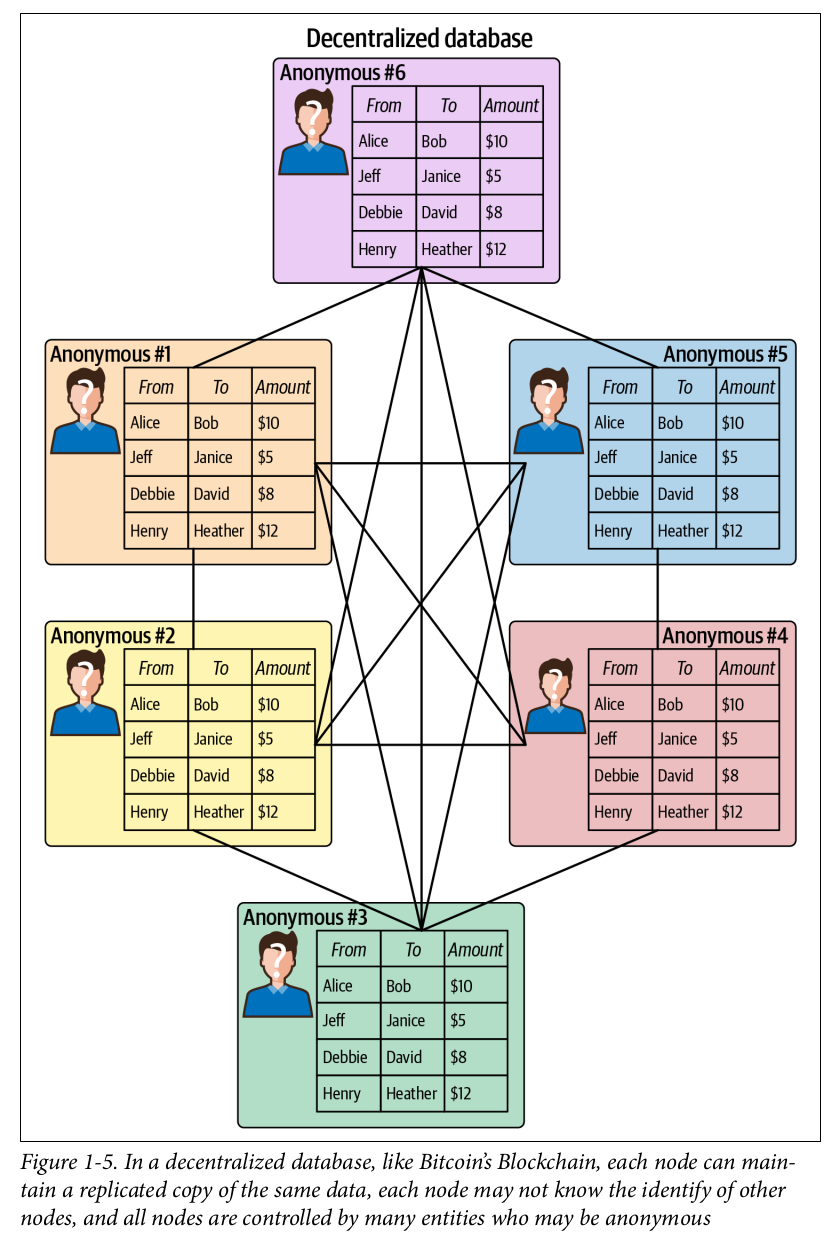 Decentralized database
Anonymous #6
?
From To Amount
Alice Bob $10
Jeff Janice $5
Debbie David $8
Henry Heather $12
Anonymous #1
?
From To Amount
Alice Bob $10
Jeff Janice $5
Debbie David $8
Henry Heather $12
Anonymous #5
?
From To Amount
Alice Bob $10
Jeff Janice $5
Debbie David $8
Henry Heather $12
Anonymous #2
?
From To Amount
Alice Bob $10
Jeff Janice $5
Debbie David $8
Henry Heather $12
Anonymous #4
?
From To Amount
Alice Bob $10
Jeff Janice $5
Debbie David $8
Henry Heather $12
Anonymous #3
?
From To Amount
Alice Bob $10
Jeff Janice $5
Debbie David $8
Henry Heather $12
Figure 1-5. In a decentralized database, like Bitcoin’s Blockchain, each node can main-
tain a replicated copy of the same data, each node may not know the identify of other
nodes, and all nodes are controlled by many entities who may be anonymous